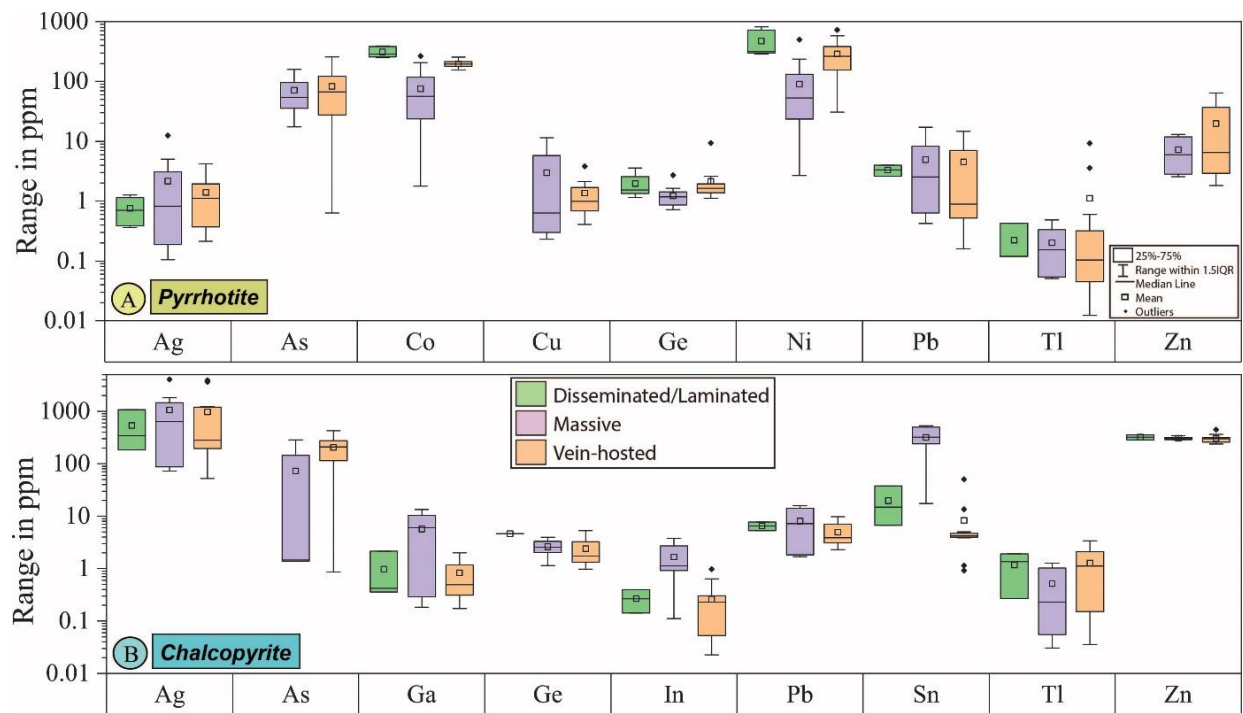 Range in ppm
1000
100
10
1
0.1
0.01
A Pyrrhotite
25%-75%
Range within 1.5IQR
Median Line
Mean
Outliers
Ag As Co Cu Ge Ni Pb Tl Zn
Range in ppm
1000
100
10
1
0.1
0.01
Disseminated/Laminated
Massive
Vein-hosted
B Chalcopyrite
Ag As Ga Ge In Pb Sn Tl Zn